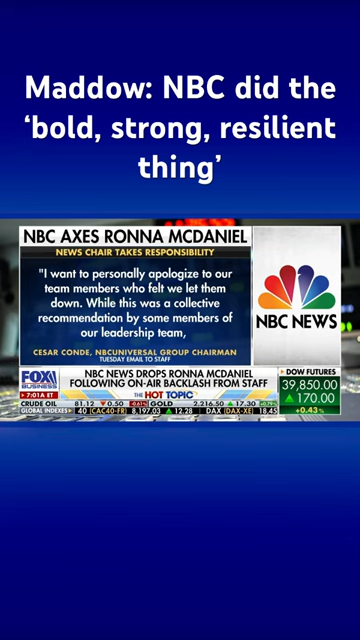 Maddow: NBC did the
‘bold, strong, resilient
thing’
NBC AXES RONNA MCDANIEL
NEWS CHAIR TAKES RESPONSIBILITY
"I want to personally apologize to our
team members who felt we let them
down. While this was a collective
recommendation by some members of
our leadership team,
CESAR CONDE, NBCUNIVERSAL GROUP CHAIRMAN
TUESDAY EMAIL TO STAFF
NBC NEWS
FOX
BUSINESS
7:01A ET
NBC NEWS DROPS RONNA MCDANIEL
FOLLOWING ON-AIR BACKLASH FROM STAFF
THE HOT TOPIC
DOW FUTURES
39,850.00
▲ 170.00
+0.43%
CRUDE OIL 81.12 ▼0.50 -0.61% GOLD 2,216.50 ▲ 17.30 +0.79%
GLOBAL INDEXES 40 (CAC40-FR) 8,197.03 ▲ 12.28 DAX (DAX-XE) 18,45